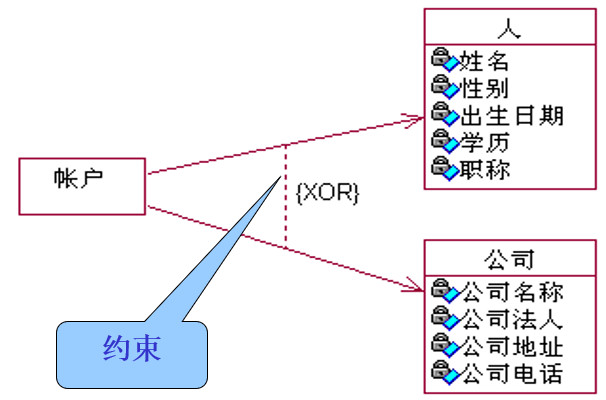 人
姓名
性别
出生日期
学历
职称
帐户
{XOR}
公司
公司名称
公司法人
公司地址
公司电话
约束